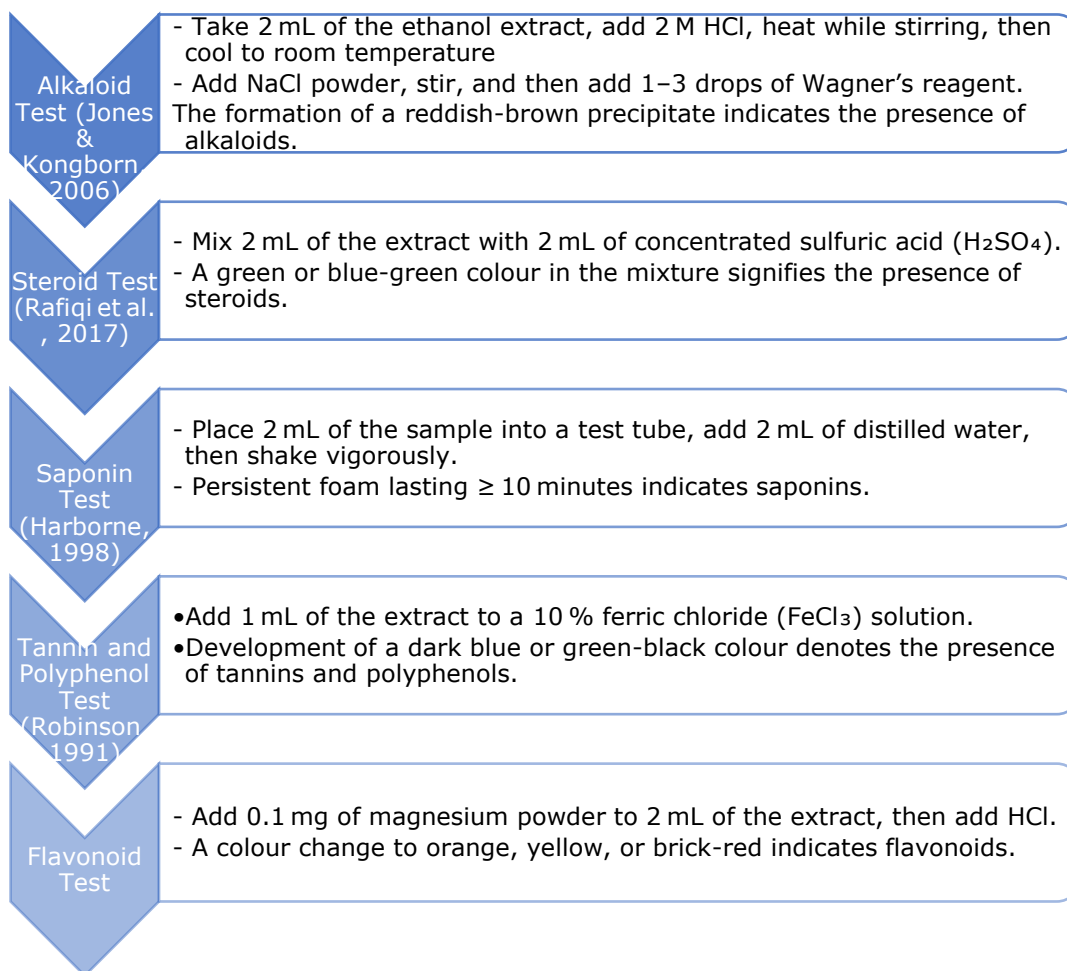 Alkaloid
Test (Jones
&
Kongborn,
2006)
- Take 2 mL of the ethanol extract, add 2 M HCl, heat while stirring, then
cool to room temperature
- Add NaCl powder, stir, and then add 1–3 drops of Wagner’s reagent.
The formation of a reddish-brown precipitate indicates the presence of
alkaloids.
Steroid Test
(Rafiqi et al.
, 2017)
- Mix 2 mL of the extract with 2 mL of concentrated sulfuric acid (H₂SO₄).
- A green or blue-green colour in the mixture signifies the presence of
steroids.
Saponin
Test
(Harborne,
1998)
- Place 2 mL of the sample into a test tube, add 2 mL of distilled water,
then shake vigorously.
- Persistent foam lasting ≥ 10 minutes indicates saponins.
Tannin and
Polyphenol
Test
(Robinson,
1991)
•Add 1 mL of the extract to a 10 % ferric chloride (FeCl₃) solution.
•Development of a dark blue or green-black colour denotes the presence
of tannins and polyphenols.
Flavonoid
Test
- Add 0.1 mg of magnesium powder to 2 mL of the extract, then add HCl.
- A colour change to orange, yellow, or brick-red indicates flavonoids.